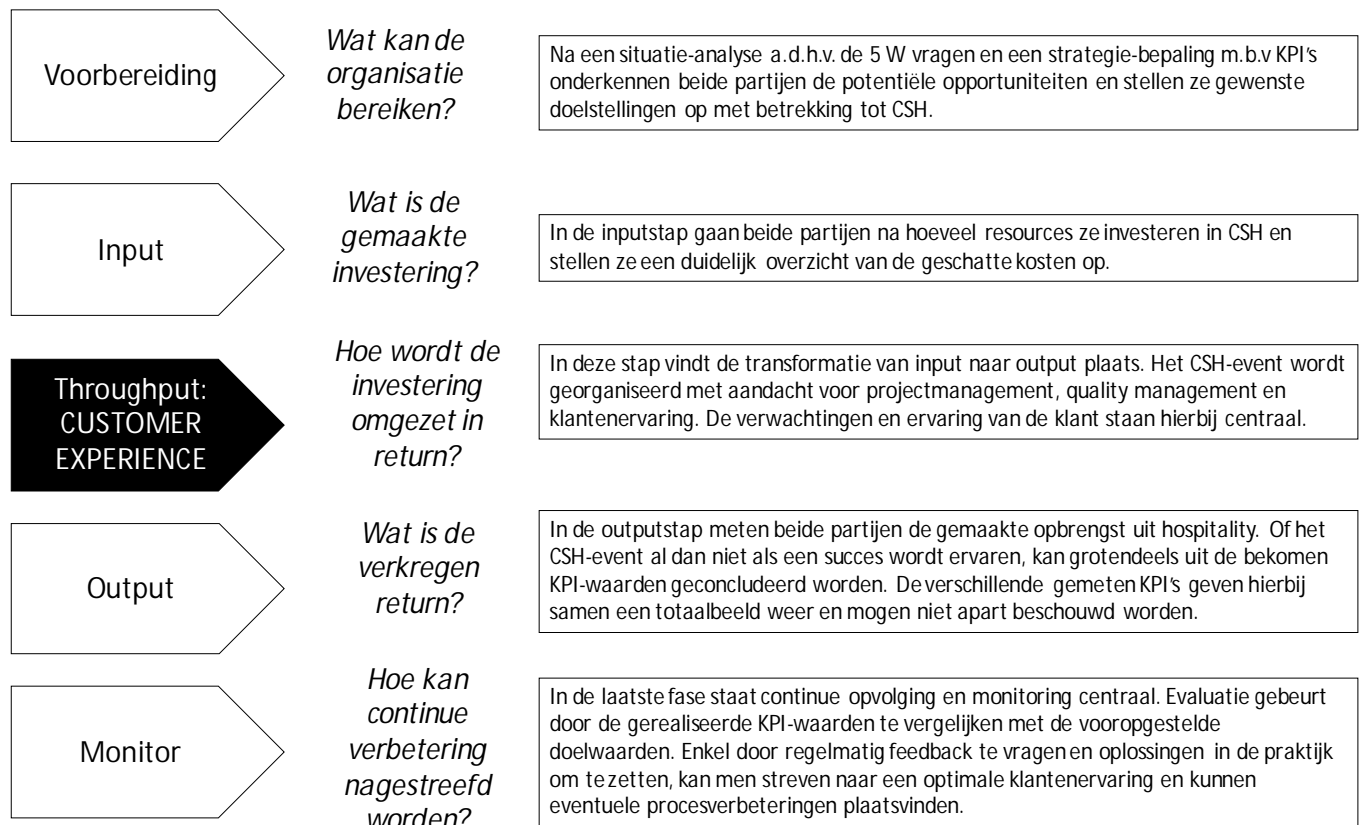 Voorbereiding
Wat kan de
organisatie
bereiken?
Na een situatie-analyse a.d.h.v. de 5 W vragen en een strategie-bepaling m.b.v KPI's
onderkennen beide partijen de potentiële opportuniteiten en stellen ze gewenste
doelstellingen op met betrekking tot CSH.
Input
Wat is de
gemaakte
investering?
In de inputstap gaan beide partijen na hoeveel resources ze investeren in CSH en
stellen ze een duidelijk overzicht van de geschatte kosten op.
Throughput:
CUSTOMER
EXPERIENCE
Hoe wordt de
investering
omgezet in
return?
In deze stap vindt de transformatie van input naar output plaats. Het CSH-event wordt
georganiseerd met aandacht voor projectmanagement, quality management en
klantenervaring. De verwachtingen en ervaring van de klant staan hierbij centraal.
Output
Wat is de
verkregen
return?
In de outputstap meten beide partijen de gemaakte opbrengst uit hospitality. Of het
CSH-event al dan niet als een succes wordt ervaren, kan grotendeels uit de bekomen
KPI-waarden geconcludeerd worden. De verschillende gemeten KPI's geven hierbij
samen een totaalbeeld weer en mogen niet apart beschouwd worden.
Monitor
Hoe kan
continue
verbetering
nagestreefd
worden?
In de laatste fase staat continue opvolging en monitoring centraal. Evaluatie gebeurt
door de gerealiseerde KPI-waarden te vergelijken met de vooropgestelde
doelwaarden. Enkel door regelmatig feedback te vragen en oplossingen in de praktijk
om te zetten, kan men streven naar een optimale klantenervaring en kunnen
eventuele procesverbeteringen plaatsvinden.